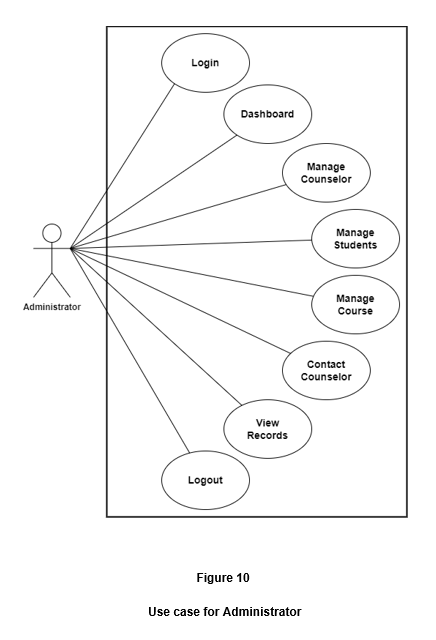 Login
Dashboard
Manage
Counselor
Manage
Students
Administrator
Manage
Course
Contact
Counselor
View
Records
Logout
Figure 10
Use case for Administrator